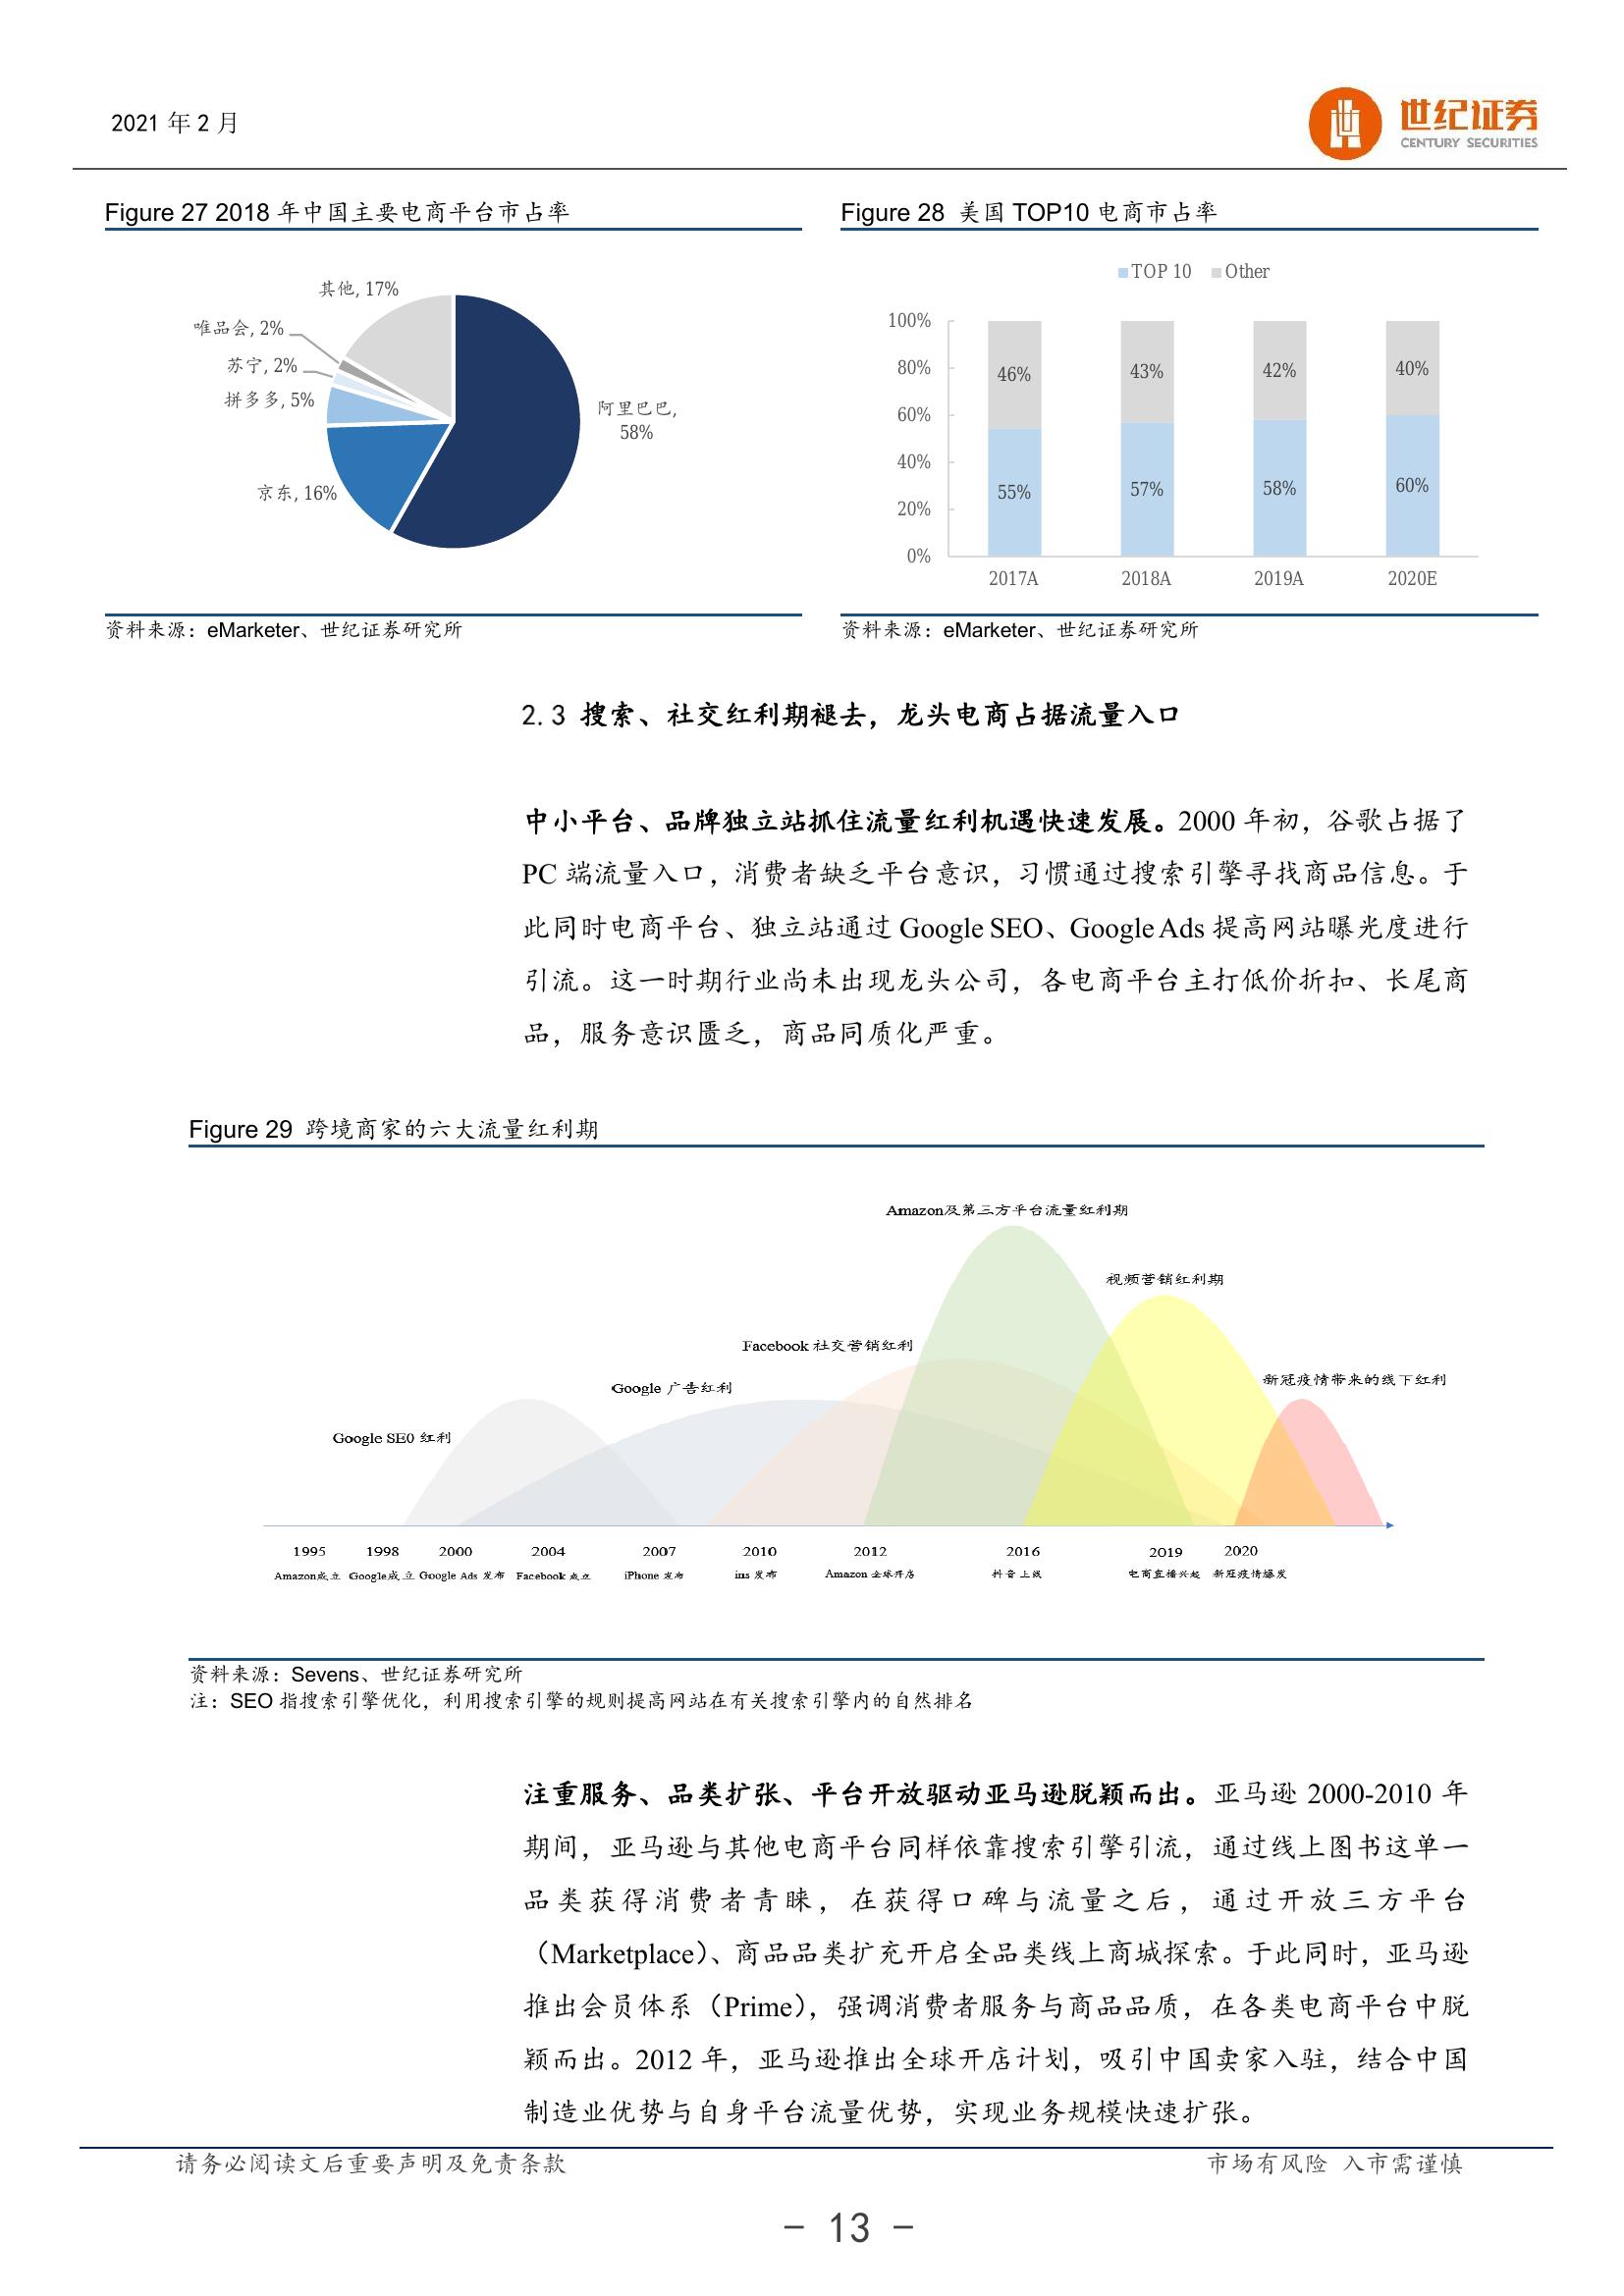 2021 年 2 月
世纪证券
CENTURY SECURITIES
Figure 27 2018 年中国主要电商平台市占率
其他, 17%
唯品会, 2%
苏宁, 2%
拼多多, 5%
京东, 16%
阿里巴巴,
58%
资料来源：eMarketer、世纪证券研究所
Figure 28 美国 TOP10 电商市占率
TOP 10 Other
100%
80%
60%
40%
20%
0%
46% 43% 42% 40%
55% 57% 58% 60%
2017A 2018A 2019A 2020E
资料来源：eMarketer、世纪证券研究所
2.3 搜索、社交红利期褪去，龙头电商占据流量入口
中小平台、品牌独立站抓住流量红利机遇快速发展。2000 年初，谷歌占据了
PC 端流量入口，消费者缺乏平台意识，习惯通过搜索引擎寻找商品信息。于
此同时电商平台、独立站通过 Google SEO、Google Ads 提高网站曝光度进行
引流。这一时期行业尚未出现龙头公司，各电商平台主打低价折扣、长尾商
品，服务意识匮乏，商品同质化严重。
Figure 29 跨境商家的六大流量红利期
Amazon及第三方平台流量红利期
视频营销红利期
Facebook 社交营销红利
新冠疫情带来的线下红利
Google 广告红利
Google SEO 红利
1995 1998 2000 2004 2007 2010 2012 2016 2019 2020
Amazon成立 Google成立 Google Ads 发布 Facebook 成立 iPhone 发布 ins 发布 Amazon 全球开店 抖音上线 电商直播兴起 新冠疫情爆发
资料来源：Sevens、世纪证券研究所
注：SEO 指搜索引擎优化，利用搜索引擎的规则提高网站在有关搜索引擎内的自然排名
注重服务、品类扩张、平台开放驱动亚马逊脱颖而出。亚马逊 2000-2010 年
期间，亚马逊与其他电商平台同样依靠搜索引擎引流，通过线上图书这单一
品类获得消费者青睐，在获得口碑与流量之后，通过开放三方平台
（Marketplace）、商品品类扩充开启全品类线上商城探索。于此同时，亚马逊
推出会员体系（Prime），强调消费者服务与商品品质，在各类电商平台中脱
颖而出。2012 年，亚马逊推出全球开店计划，吸引中国卖家入驻，结合中国
制造业优势与自身平台流量优势，实现业务规模快速扩张。
请务必阅读文后重要声明及免责条款 市场有风险 入市需谨慎
- 13 -